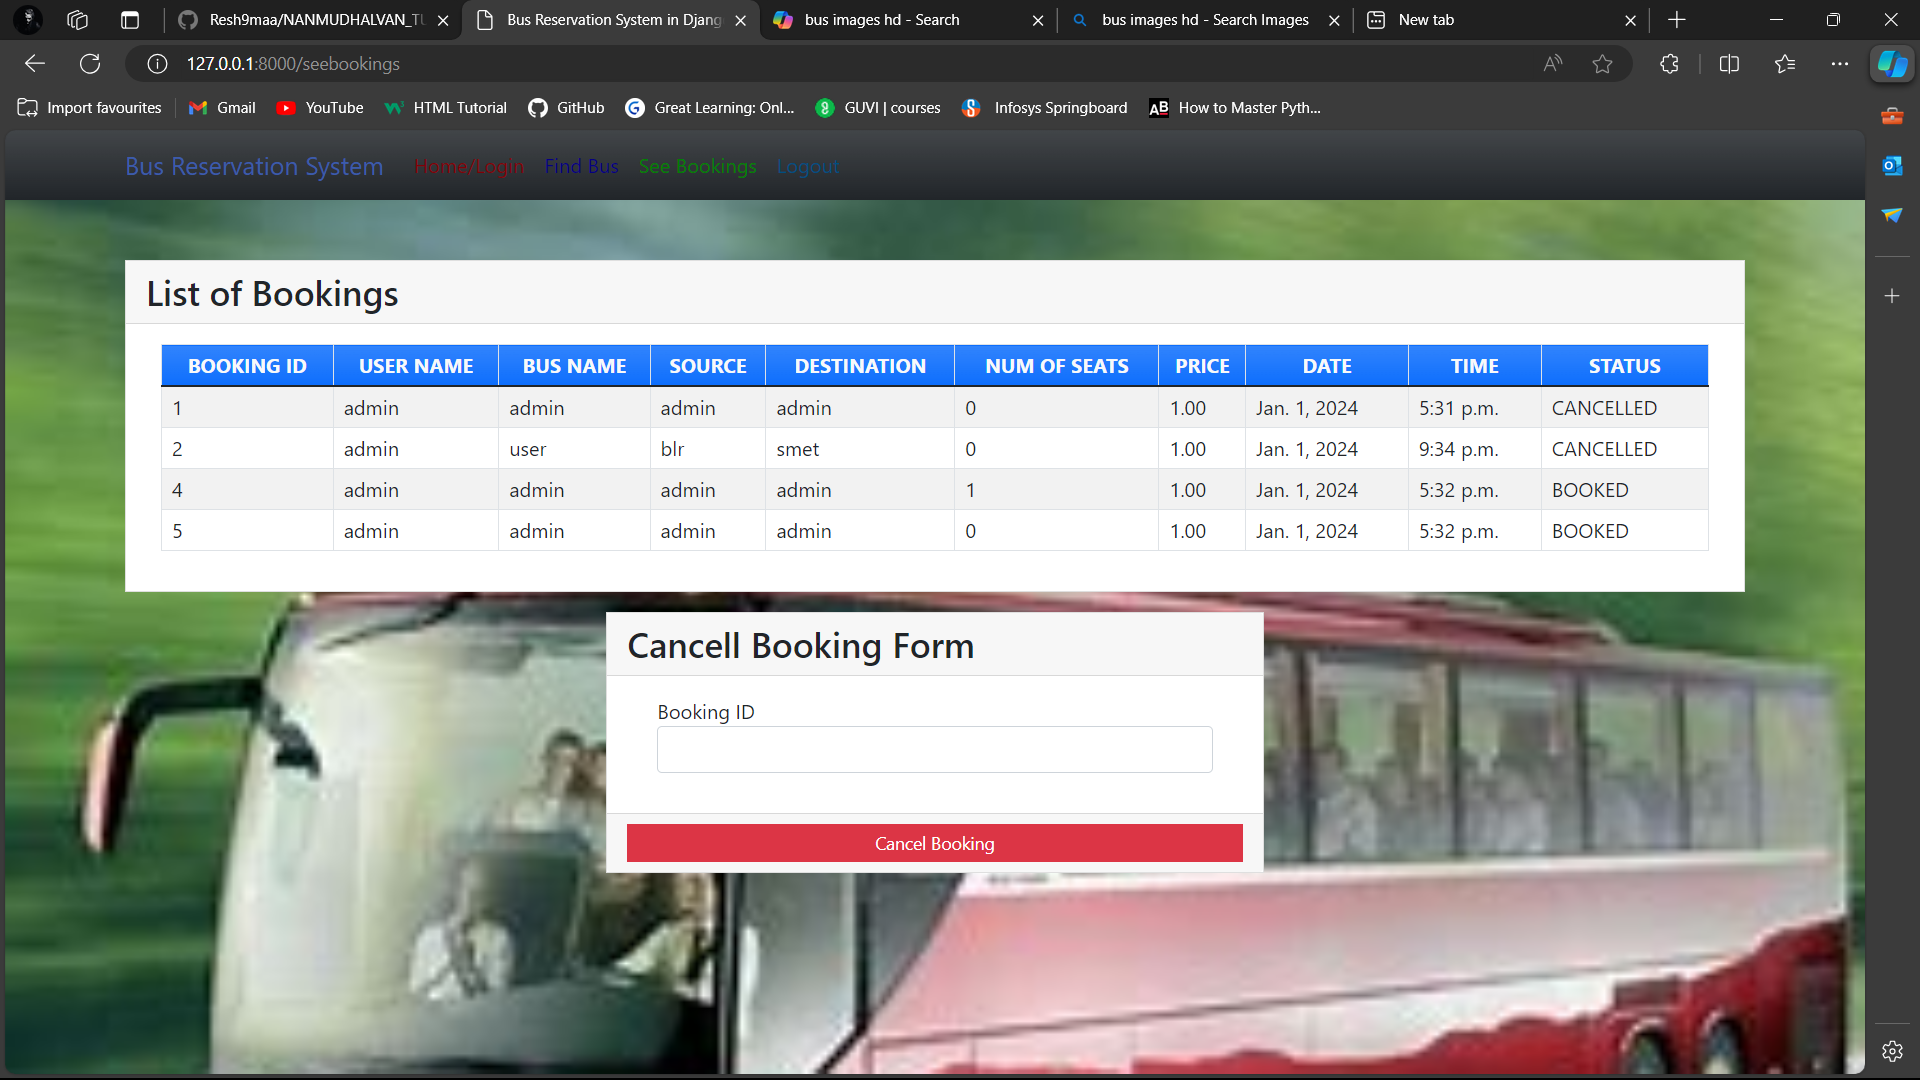 Resh9maa/NANMUDHALVAN_TU
Bus Reservation System in Djang
bus images hd - Search
bus images hd - Search Images
New tab
127.0.0.1:8000/seebookings
Import favourites
Gmail
YouTube
HTML Tutorial
GitHub
Great Learning: Onl...
GUVI | courses
Infosys Springboard
How to Master Pyth...
Bus Reservation System Home/Login Find Bus See Bookings Logout
List of Bookings
BOOKING ID USER NAME BUS NAME SOURCE DESTINATION NUM OF SEATS PRICE DATE TIME STATUS
1 admin admin admin admin 0 1.00 Jan. 1, 2024 5:31 p.m. CANCELLED
2 admin user blr smet 0 1.00 Jan. 1, 2024 9:34 p.m. CANCELLED
4 admin admin admin admin 1 1.00 Jan. 1, 2024 5:32 p.m. BOOKED
5 admin admin admin admin 0 1.00 Jan. 1, 2024 5:32 p.m. BOOKED
Cancell Booking Form
Booking ID
Cancel Booking